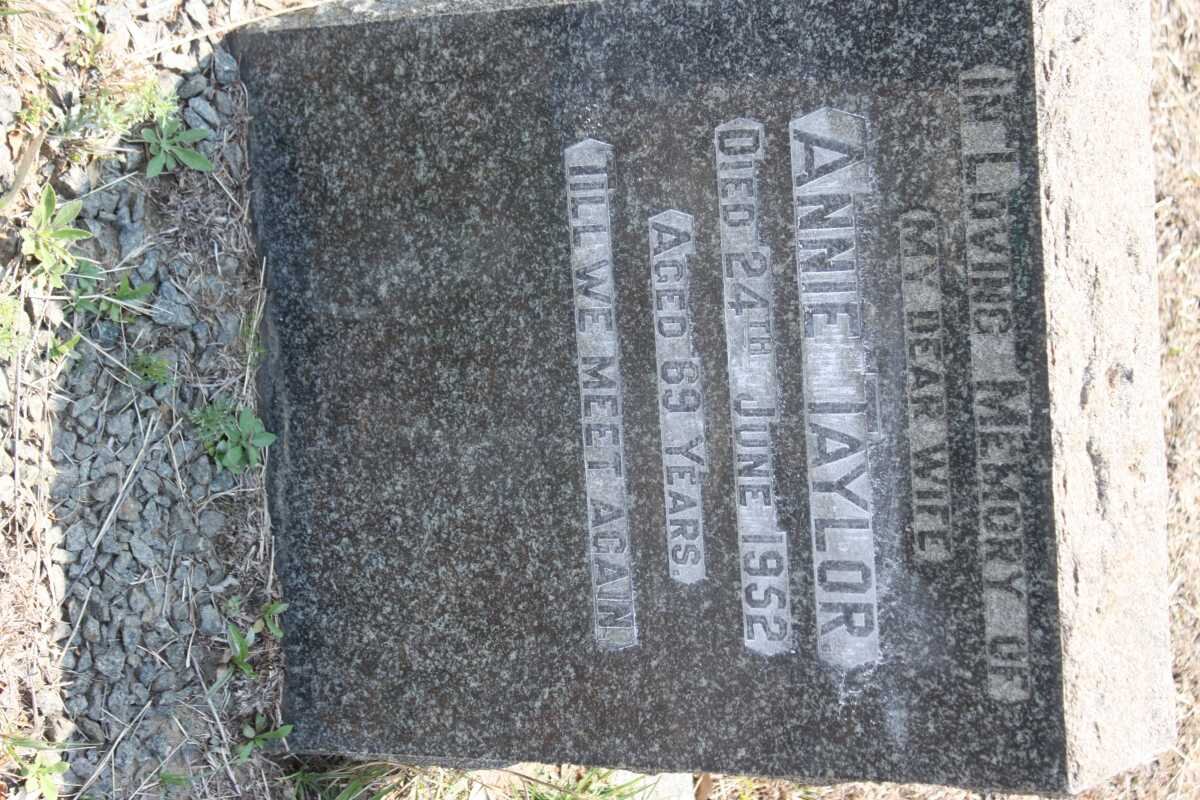 IN LOVING MEMORY OF
MY DEAR WIFE
ANNIE TAYLOR
DIED 24TH JUNE 1952
AGED 69 YEARS.
TILL WE MEET AGAIN